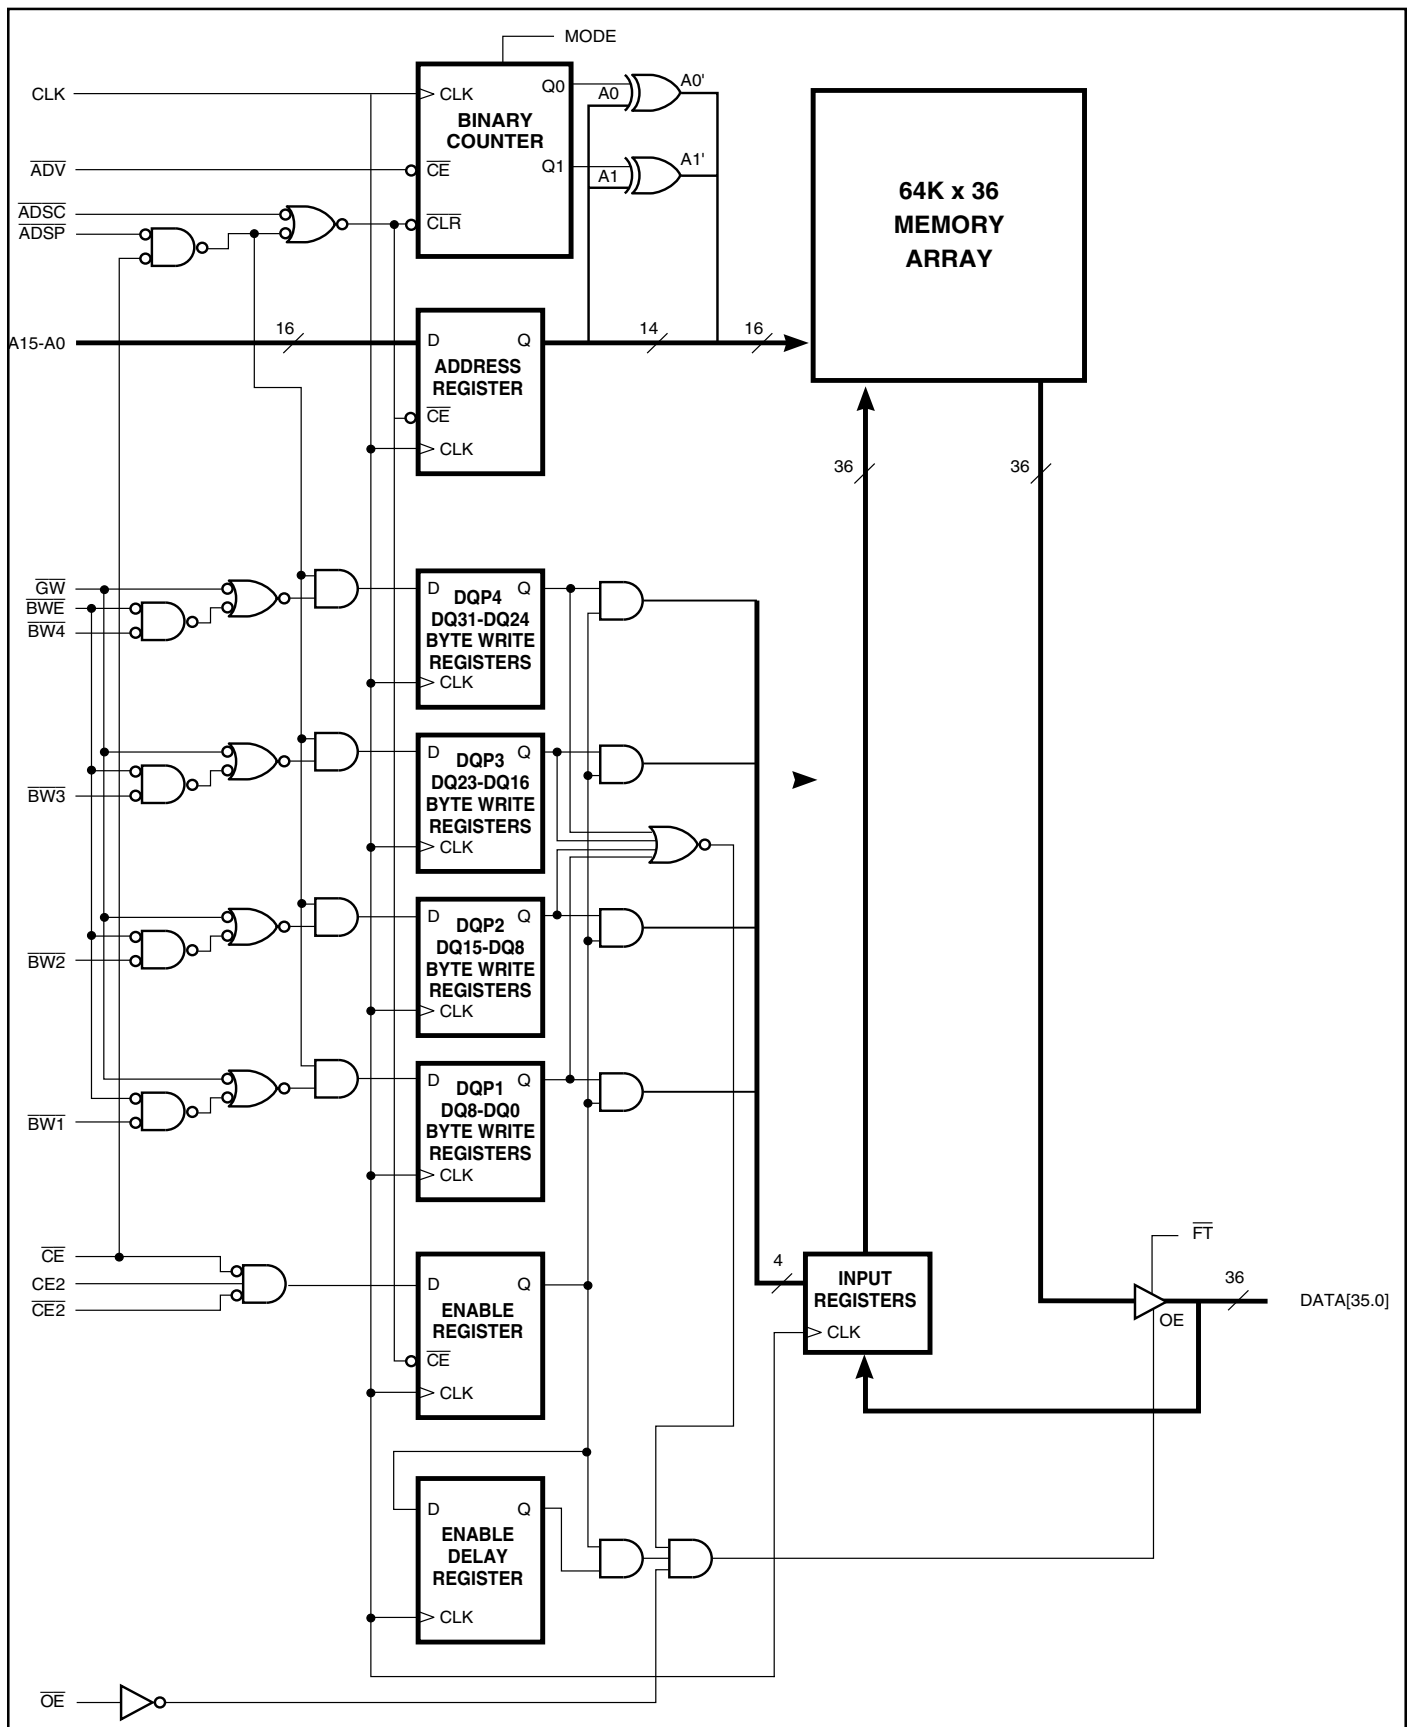 MODE
CLK
CLK
Q0
A0
A0'
BINARY
COUNTER
ADV
CE
Q1
A1
A1'
ADSC
ADSP
CLR
64K x 36
MEMORY
ARRAY
A15-A0
16
D
Q
14
16
ADDRESS
REGISTER
CE
CLK
36
36
GW
BWE
BW4
D
Q
DQP4
DQ31-DQ24
BYTE WRITE
REGISTERS
CLK
BW3
D
Q
DQP3
DQ23-DQ16
BYTE WRITE
REGISTERS
CLK
BW2
D
Q
DQP2
DQ15-DQ8
BYTE WRITE
REGISTERS
CLK
BW1
D
Q
DQP1
DQ8-DQ0
BYTE WRITE
REGISTERS
CLK
CE
CE2
CE2
D
Q
ENABLE
REGISTER
CE
CLK
4
INPUT
REGISTERS
CLK
FT
OE
36
DATA[35.0]
D
Q
ENABLE
DELAY
REGISTER
CLK
OE